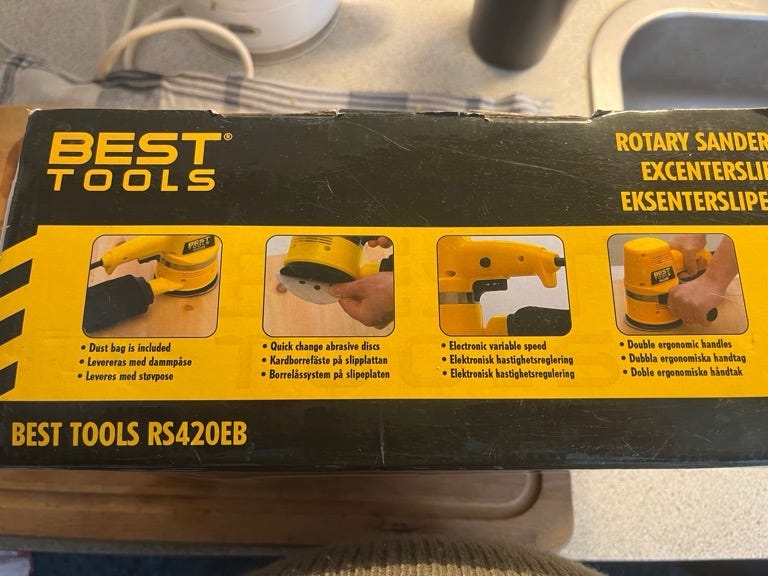 BEST®
TOOLS
ROTARY SANDER
EXCENTERSLI
EKSENTERSLIPE
BEST
BEST
• Dust bag is included
• Levereras med dammpåse
• Leveres med støvpose
• Quick change abrasive discs
• Kardborrefäste på slipplattan
• Borrelåssystem på slipeplaten
• Electronic variable speed
• Elektronisk hastighetsreglering
• Elektronisk hastighetsregulering
• Double ergonomic handles
• Dubbla ergonomiska handtag
• Doble ergonomiske håndtak
BEST TOOLS RS420EB